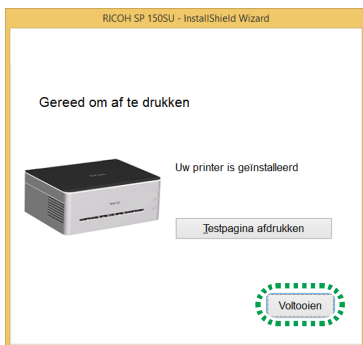 RICOH SP 150SU - InstallShield Wizard
Gereed om af te drukken
Uw printer is geïnstalleerd
Testpagina afdrukken
Voltooien